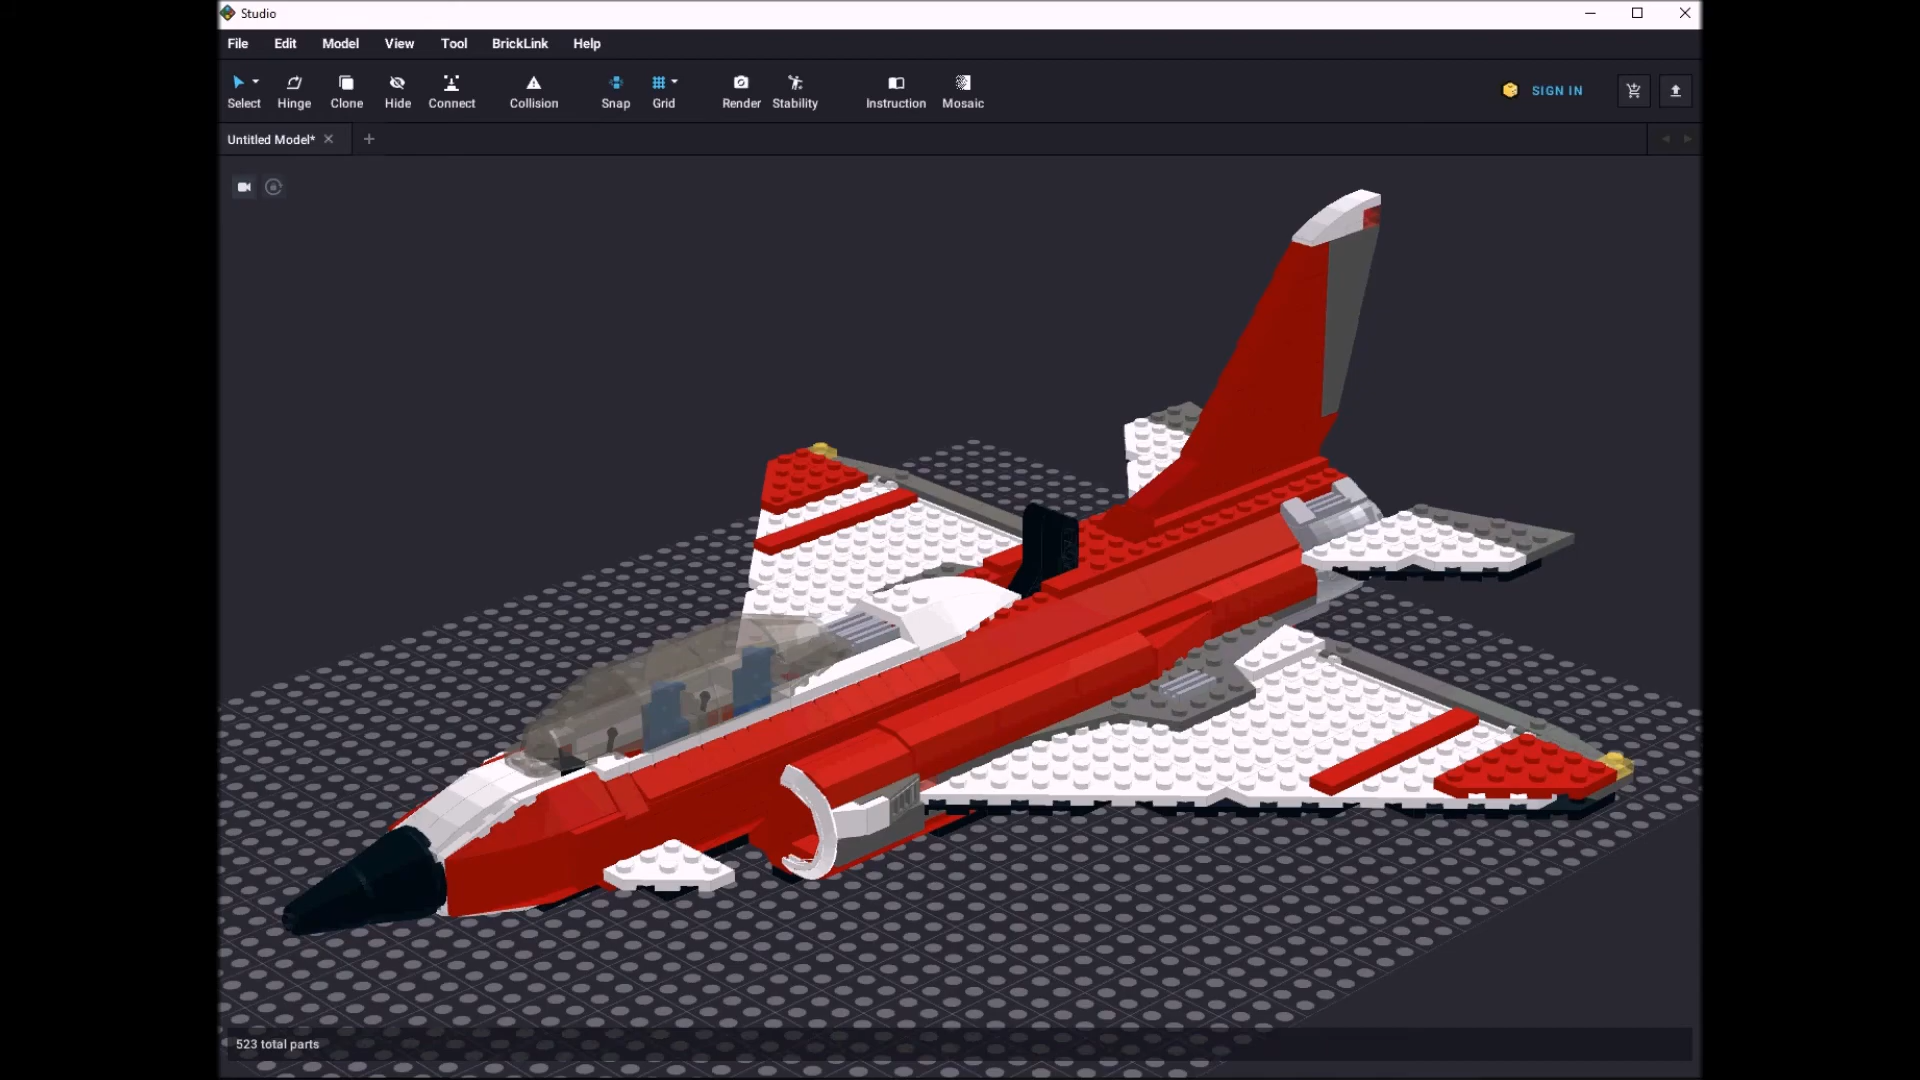 Studio
File Edit Model View Tool BrickLink Help
Select Hinge Clone Hide Connect Collision Snap Grid Render Stability Instruction Mosaic SIGN IN
Untitled Model*
523 total parts